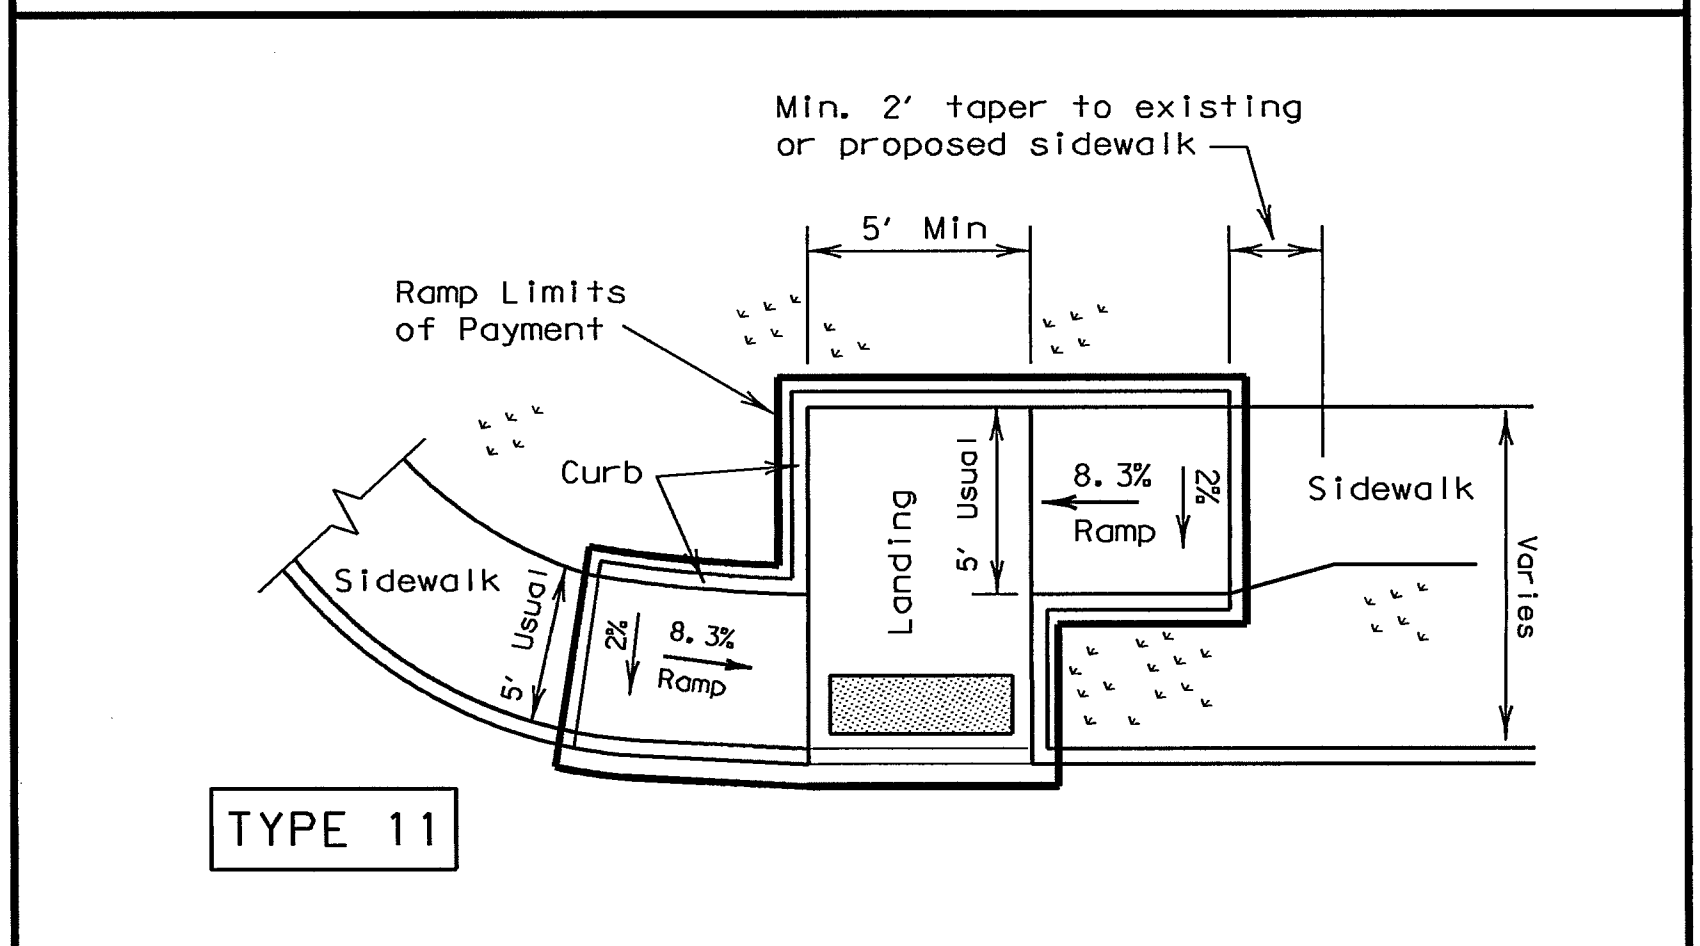 Min. 2' taper to existing
or proposed sidewalk
5' Min
Ramp Limits
of Payment
Curb
5' Usual
8.3%
Ramp
2%
Sidewalk
Landing
Varies
Sidewalk
5' Usual
2%
8.3%
Ramp
TYPE 11